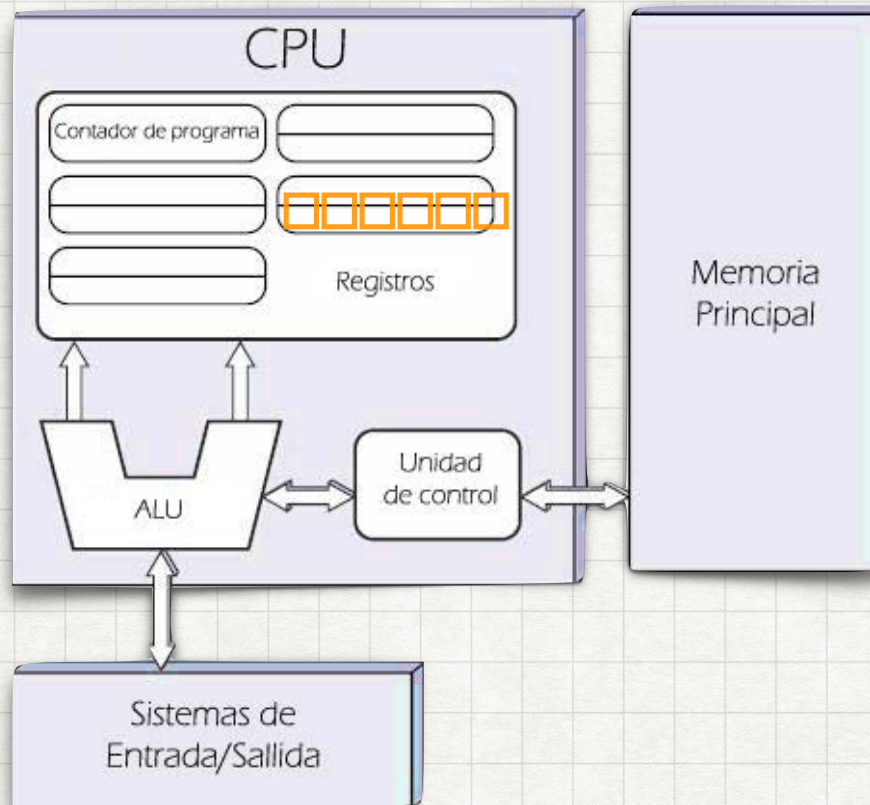 CPU
Contador de programa
Registros
Memoria
Principal
Unidad
de control
ALU
Sistemas de
Entrada/Sallida